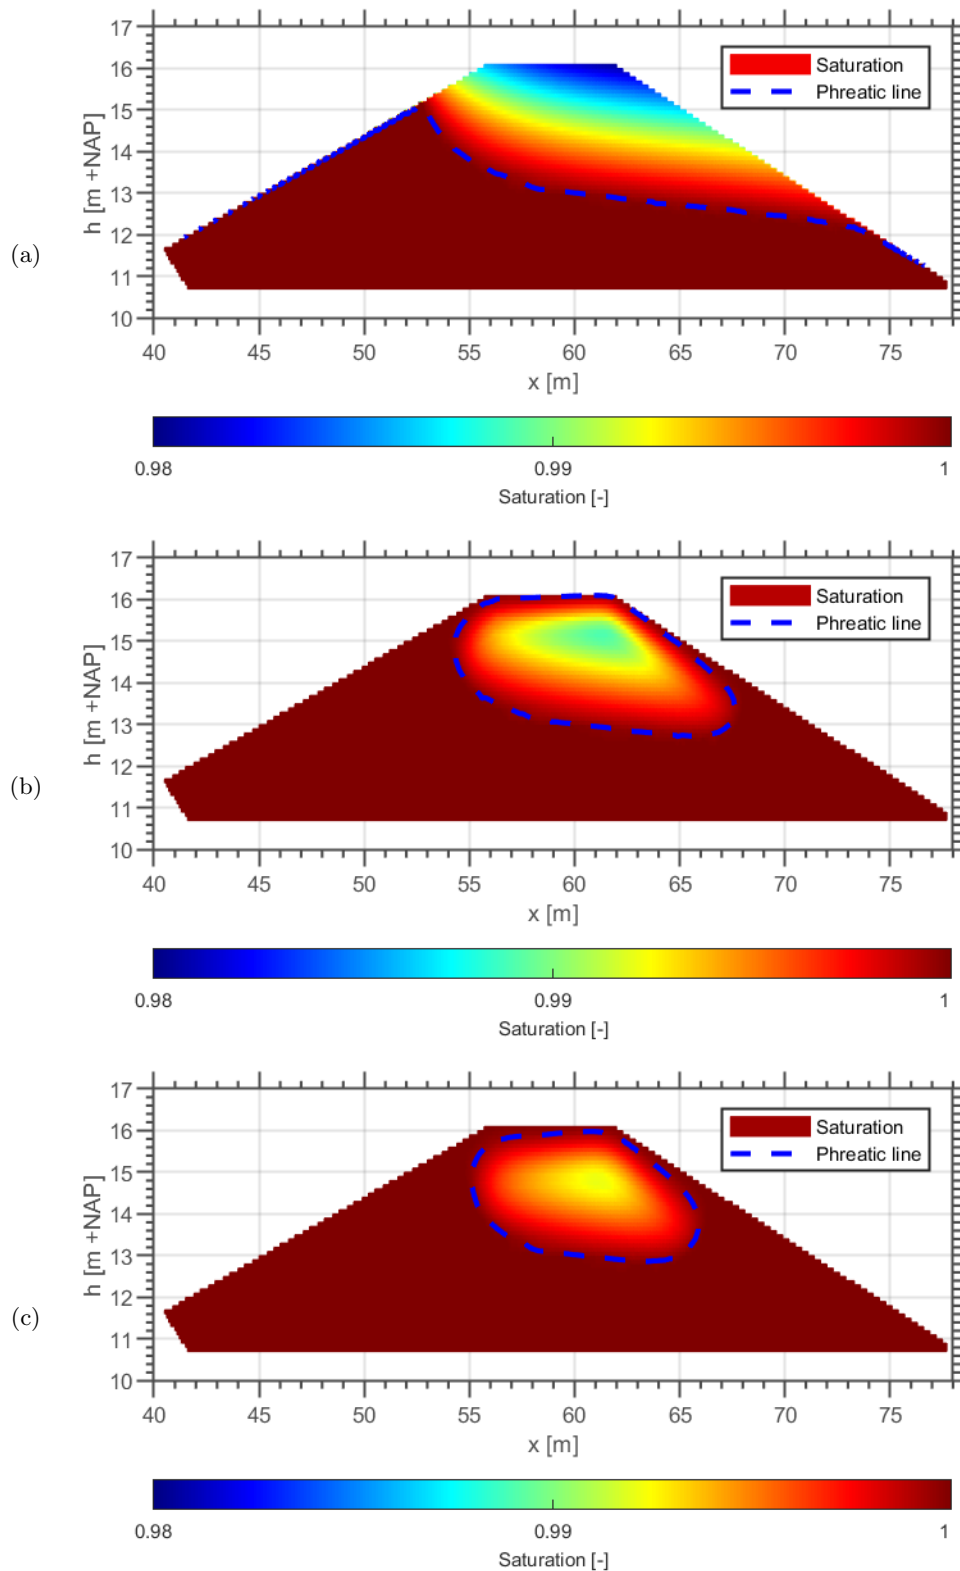 17
16
15
14
13
12
11
10
h [m +NAP]
Saturation
Phreatic line
(a)
40 45 50 55 60 65 70 75
x [m]
0.98 0.99 1
Saturation [-]
17
16
15
14
13
12
11
10
h [m +NAP]
Saturation
Phreatic line
(b)
40 45 50 55 60 65 70 75
x [m]
0.98 0.99 1
Saturation [-]
17
16
15
14
13
12
11
10
h [m +NAP]
Saturation
Phreatic line
(c)
40 45 50 55 60 65 70 75
x [m]
0.98 0.99 1
Saturation [-]